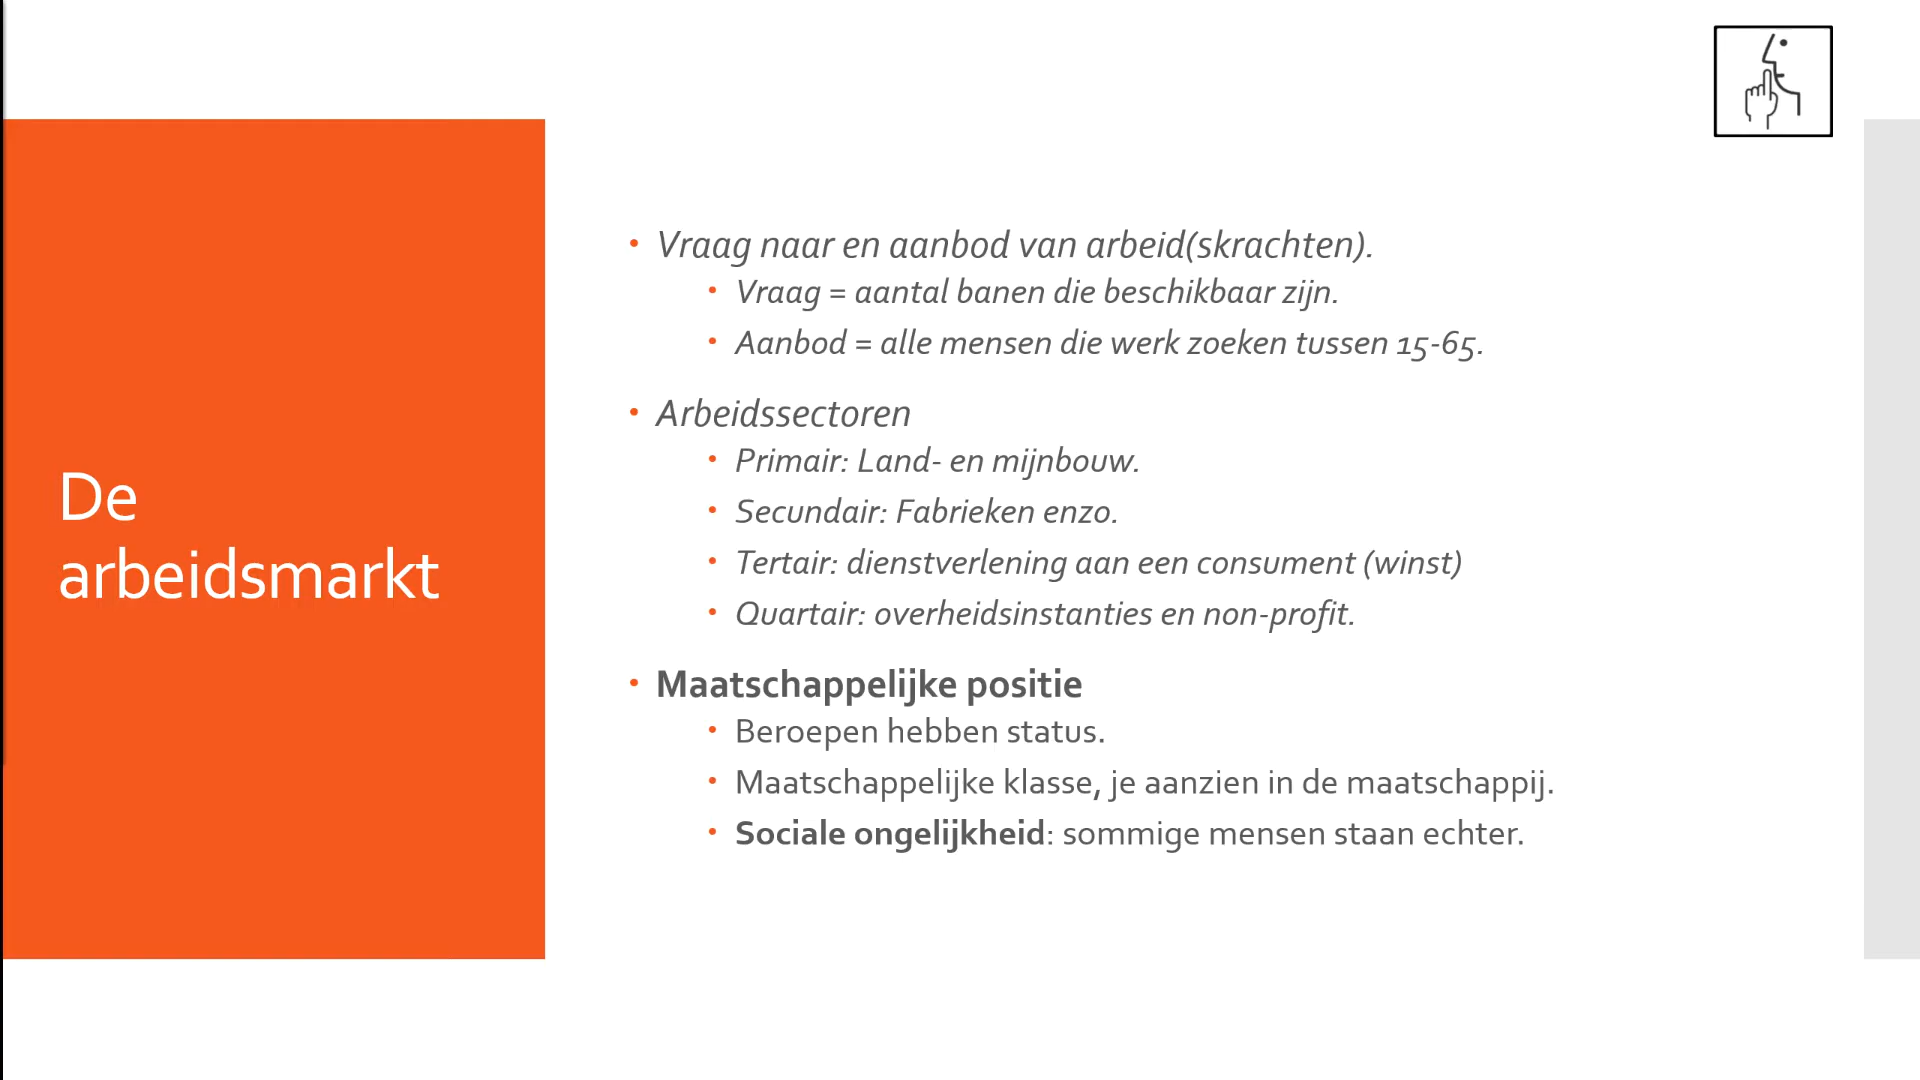 De
arbeidsmarkt
Vraag naar en aanbod van arbeid(skrachten).
Vraag = aantal banen die beschikbaar zijn.
Aanbod = alle mensen die werk zoeken tussen 15-65.
Arbeidssectoren
Primair: Land- en mijnbouw.
Secundair: Fabrieken enzo.
Tertair: dienstverlening aan een consument (winst)
Quartair: overheidsinstanties en non-profit.
Maatschappelijke positie
Beroepen hebben status.
Maatschappelijke klasse, je aanzien in de maatschappij.
Sociale ongelijkheid: sommige mensen staan echter.